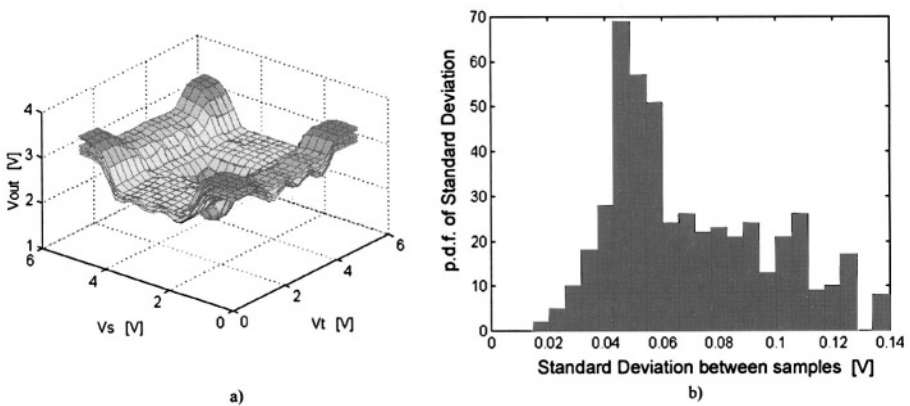 4
3
2
1
Vout [V]
6
4
2
0
Vs [V]
0
2
4
6
Vt [V]
a)
70
60
50
40
30
20
10
0
p.d.f. of Standard Deviation
0 0.02 0.04 0.06 0.08 0.1 0.12 0.14
Standard Deviation between samples [V]
b)